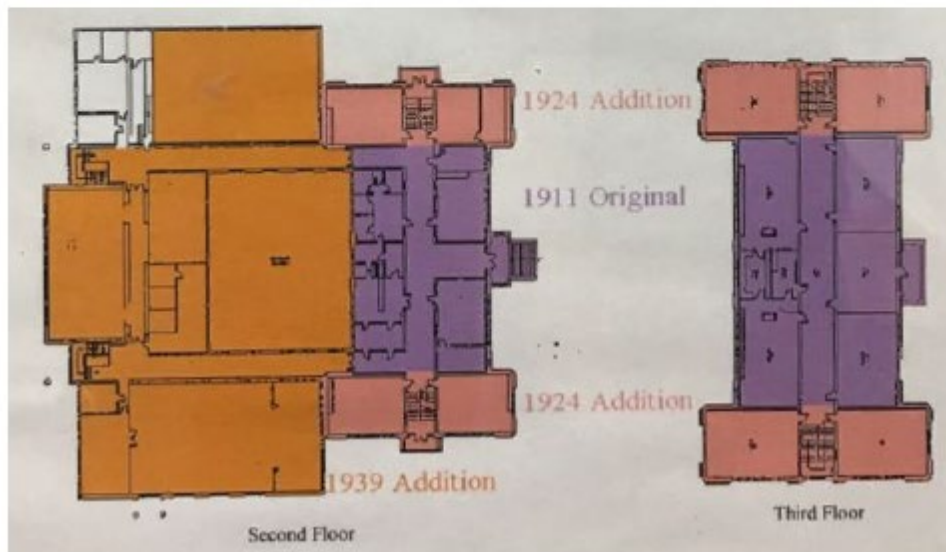 1924 Addition
1911 Original
1924 Addition
1939 Addition
Second Floor
Third Floor